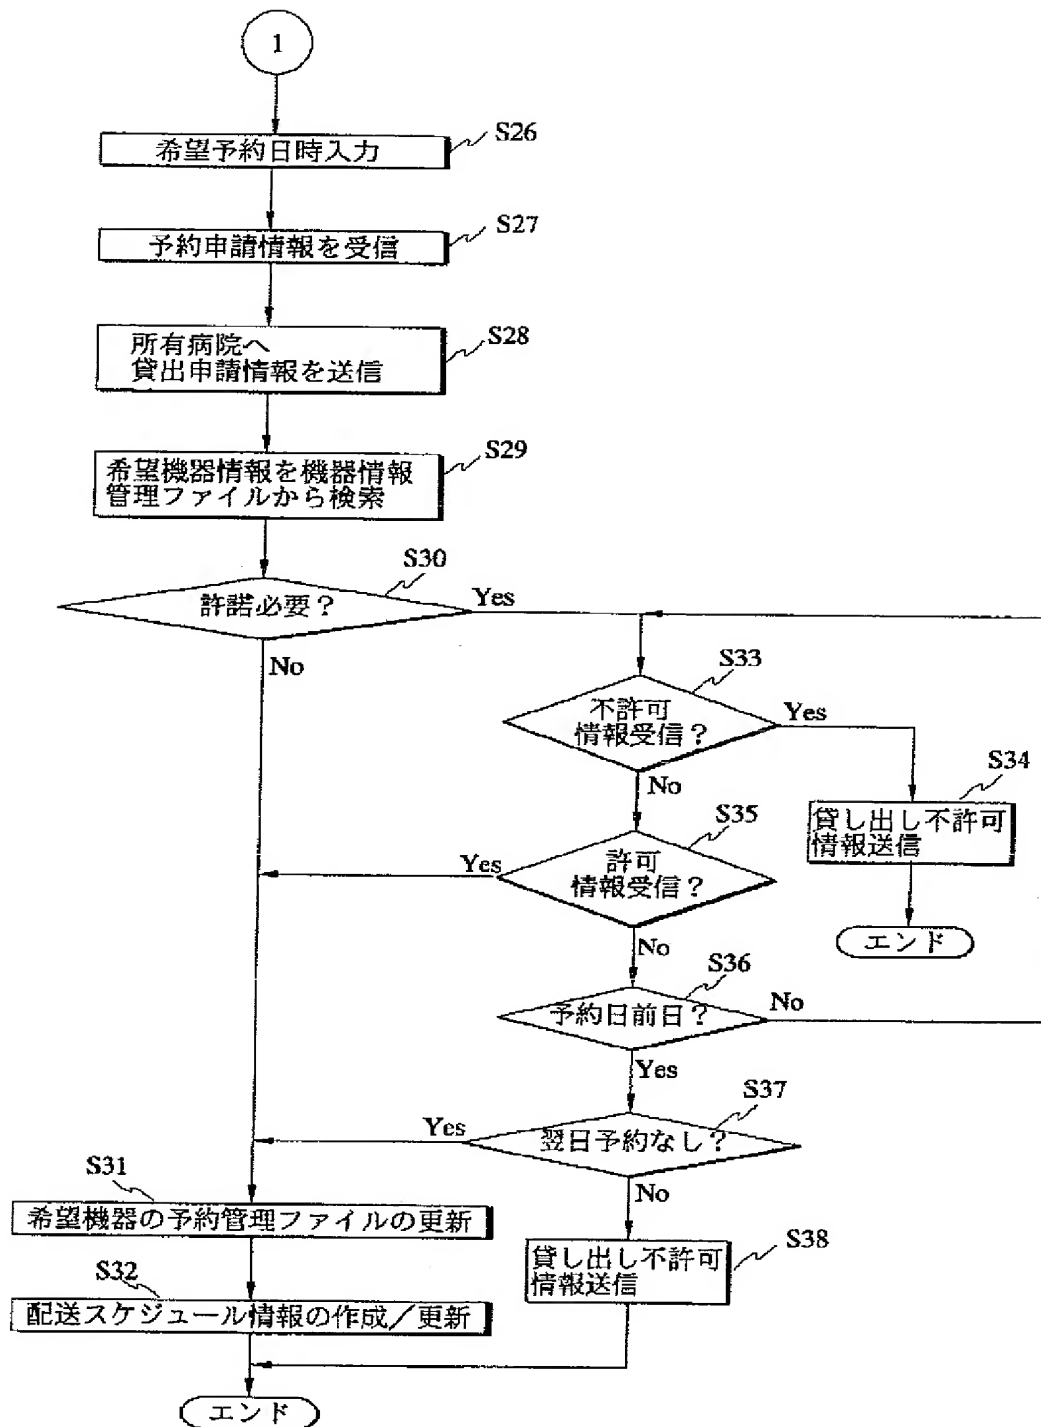 1
S26
希望予約日時入力
S27
予約申請情報を受信
S28
所有病院へ
貸出申請情報を送信
S29
希望機器情報を機器情報
管理ファイルから検索
S30
許諾必要？
Yes
No
S33
不許可
情報受信？
Yes
No
S34
貸し出し不許可
情報送信
エンド
S35
許可
情報受信？
Yes
No
S36
予約日前日？
No
Yes
S37
翌日予約なし？
Yes
No
S31
希望機器の予約管理ファイルの更新
S38
貸し出し不許可
情報送信
S32
配送スケジュール情報の作成／更新
エンド